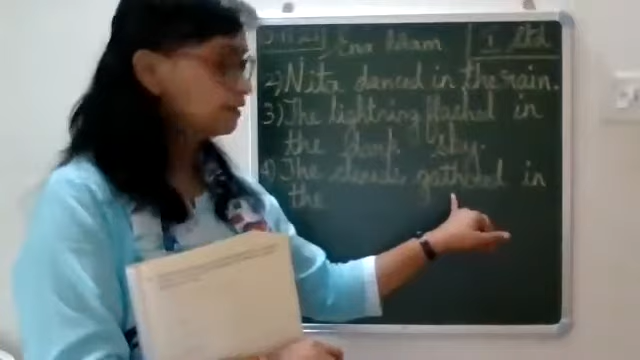 I Std
2) Nita danced in the rain.
3) The lightning flashed in
the damp sky.
4) The clouds gathered in
the